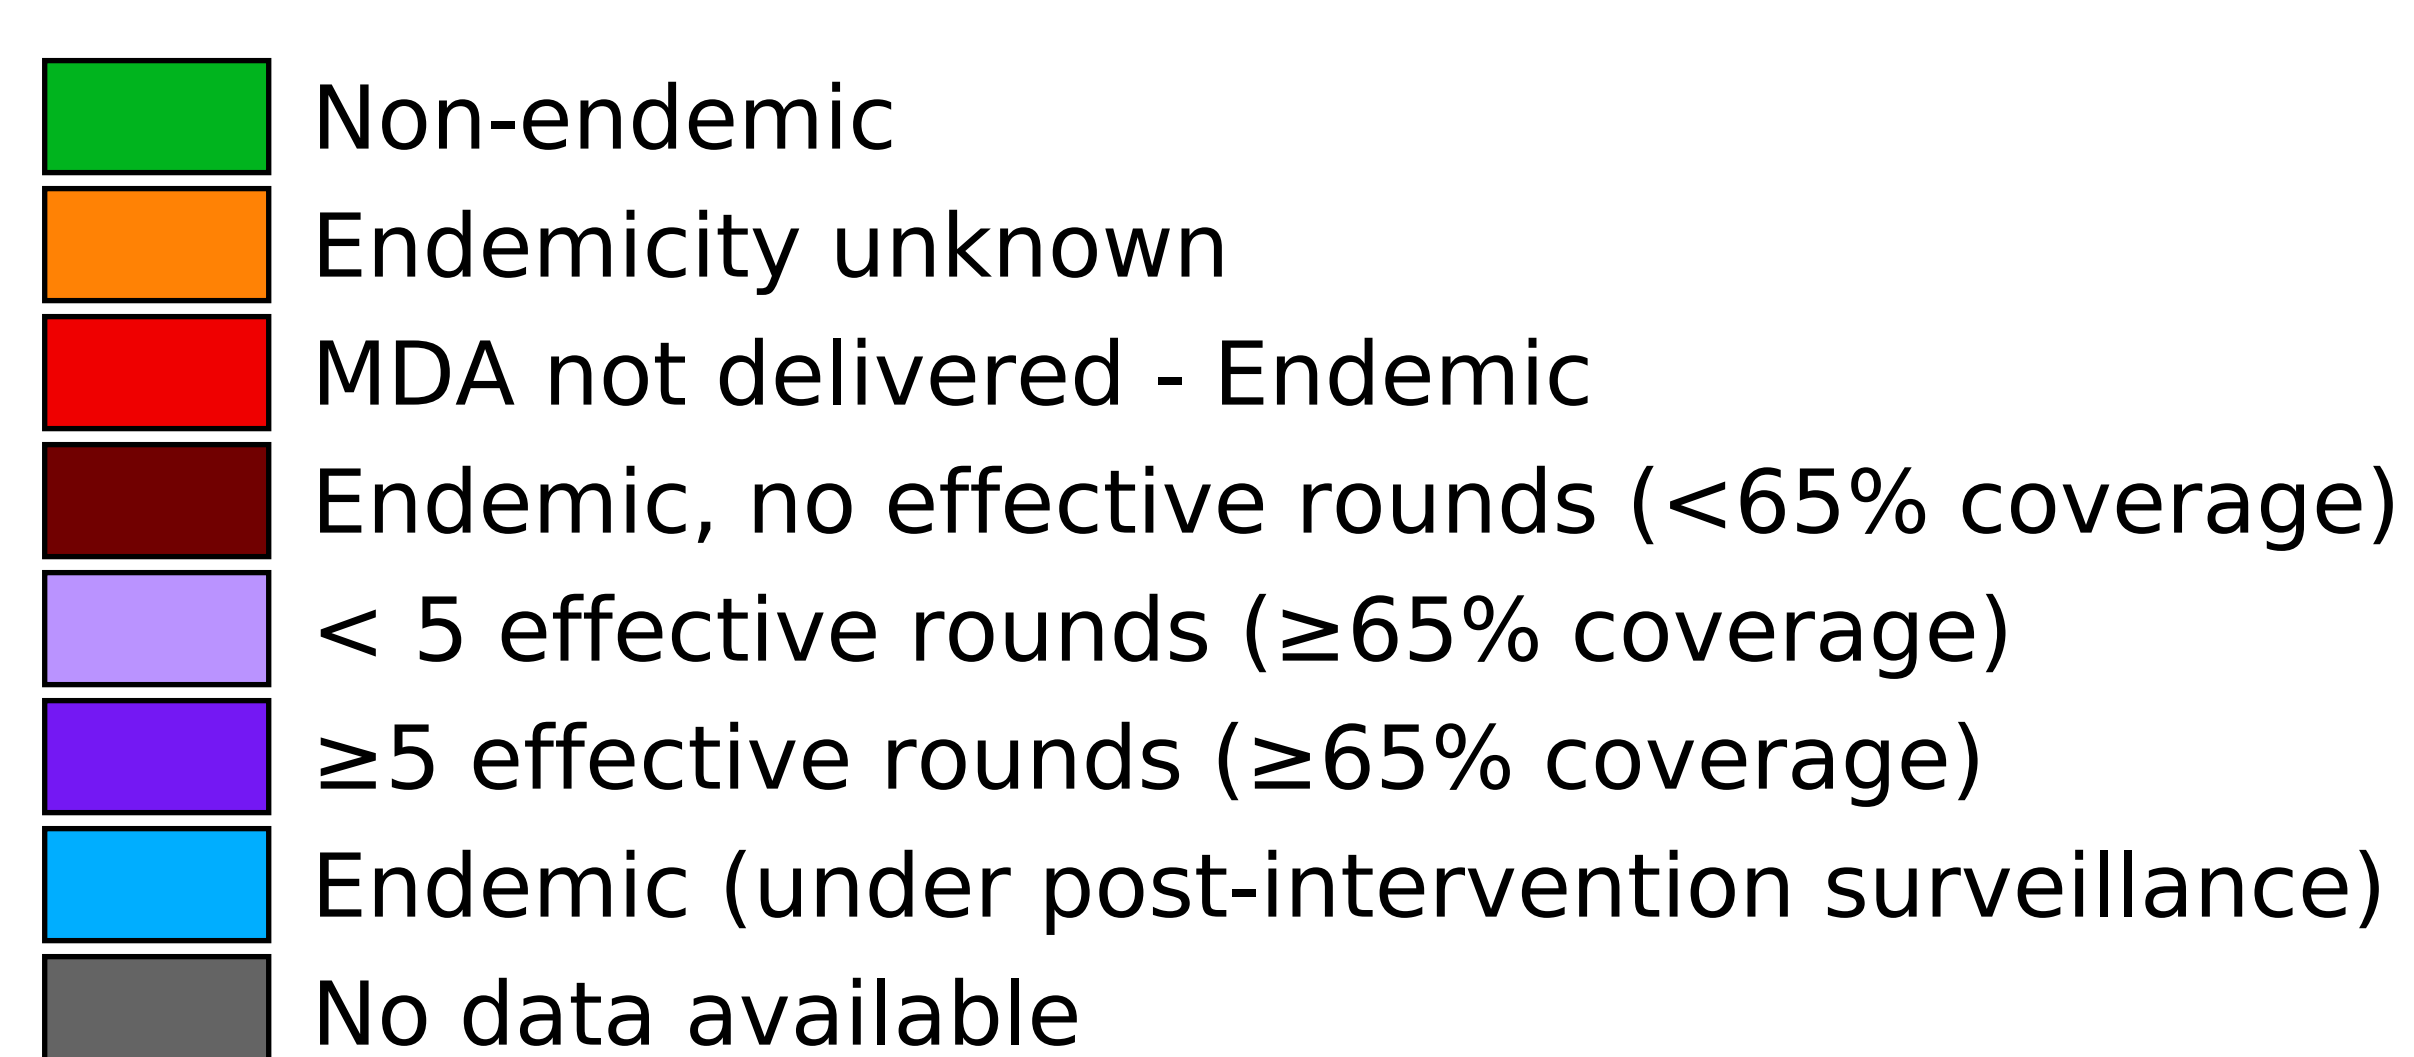 Non-endemic
Endemicity unknown
MDA not delivered - Endemic
Endemic, no effective rounds (<65% coverage)
< 5 effective rounds (≥65% coverage)
≥5 effective rounds (≥65% coverage)
Endemic (under post-intervention surveillance)
No data available